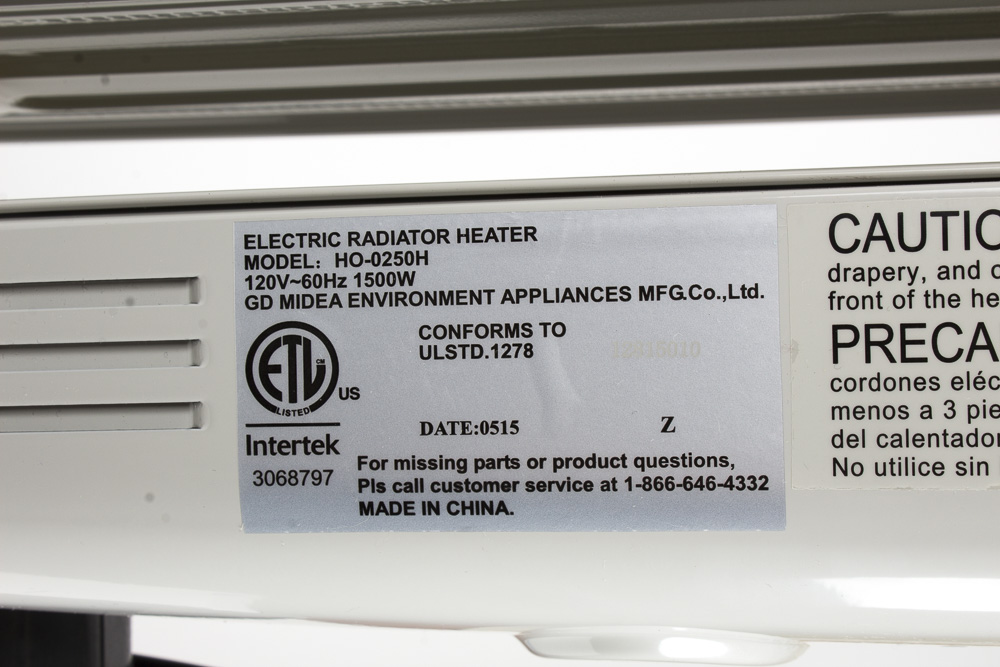 ELECTRIC RADIATOR HEATER
MODEL: HO-0250H
120V~60Hz 1500W
GD MIDEA ENVIRONMENT APPLIANCES MFG.Co.,Ltd.
CONFORMS TO
ULSTD.1278
ETL CM
LISTED
US
Intertek
3068797
DATE:0515 Z
For missing parts or product questions,
Pls call customer service at 1-866-646-4332
MADE IN CHINA.
CAUTIO
drapery, and
front of the he
PRECA
cordones eléc
menos a 3 pie
del calentador
No utilice sin